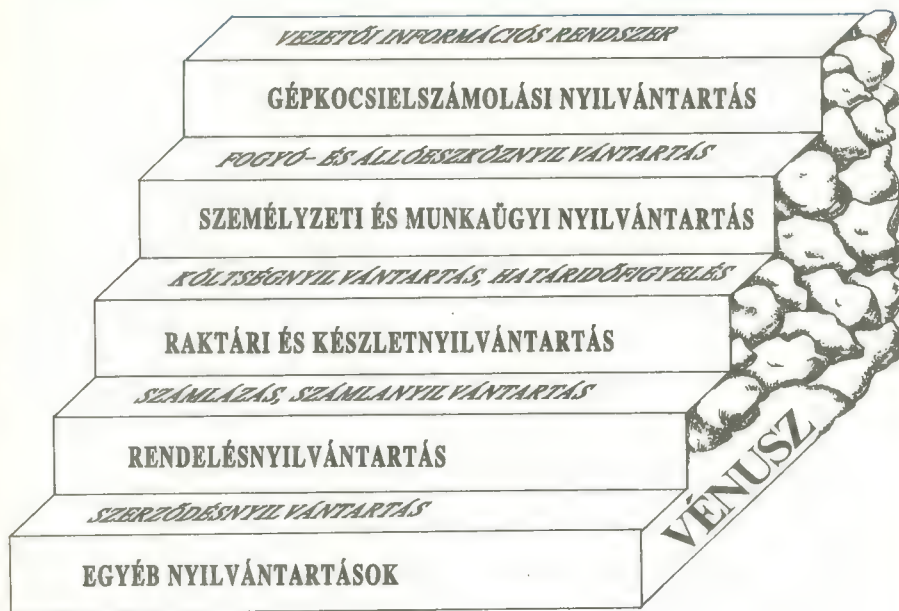 VEZETŐI INFORMÁCIÓS RENDSZER
GÉPKOCSIELSZÁMOLÁSI NYILVÁNTARTÁS
FOGYÓ- ÉS ÁLLÓESZKÖZNYILVÁNTARTÁS
SZEMÉLYZETI ÉS MUNKAÜGYI NYILVÁNTARTÁS
KÖLTSÉGNYILVÁNTARTÁS, HATÁRIDŐFIGYELÉS
RAKTÁRI ÉS KÉSZLETNYILVÁNTARTÁS
SZÁMLÁZÁS, SZÁMLANYILVÁNTARTÁS
RENDELÉSNYILVÁNTARTÁS
SZERZŐDÉSNYILVÁNTARTÁS
EGYÉB NYILVÁNTARTÁSOK
VÉNUSZ